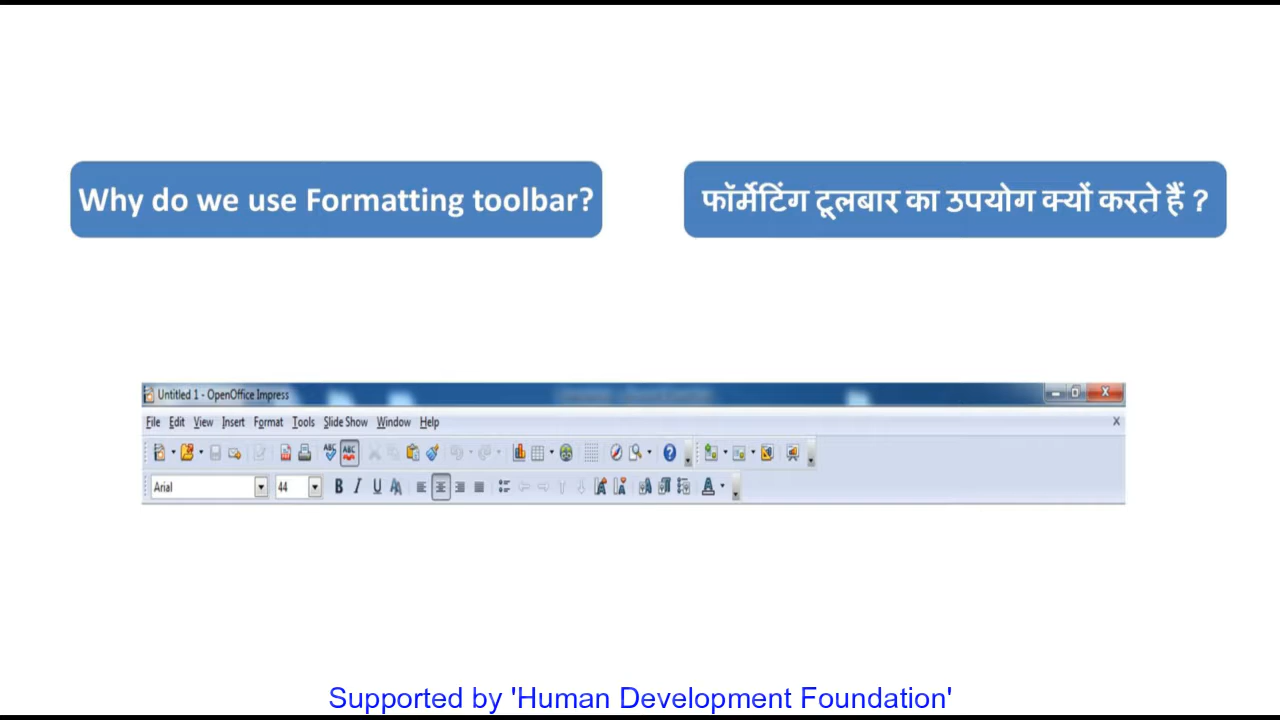 Why do we use Formatting toolbar?
फॉर्मेटिंग टूलबार का उपयोग क्यों करते हैं ?
Untitled 1 - OpenOffice Impress
File Edit View Insert Format Tools Slide Show Window Help
Arial 44
Supported by 'Human Development Foundation'